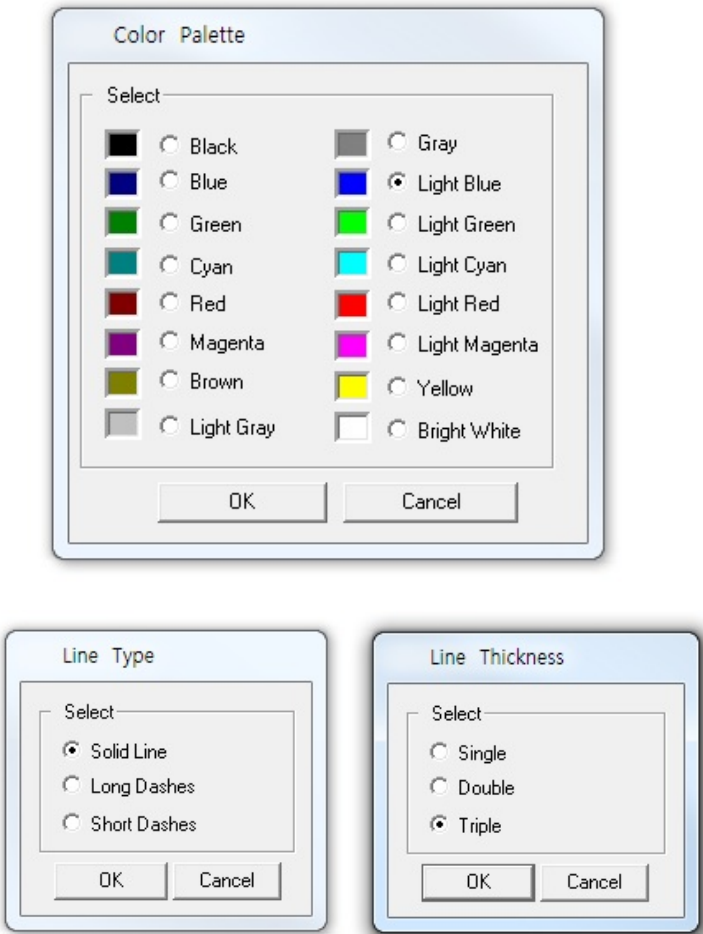 Color Palette
Select
Black
Gray
Blue
Light Blue
Green
Light Green
Cyan
Light Cyan
Red
Light Red
Magenta
Light Magenta
Brown
Yellow
Light Gray
Bright White
OK
Cancel
Line Type
Select
Solid Line
Long Dashes
Short Dashes
OK
Cancel
Line Thickness
Select
Single
Double
Triple
OK
Cancel